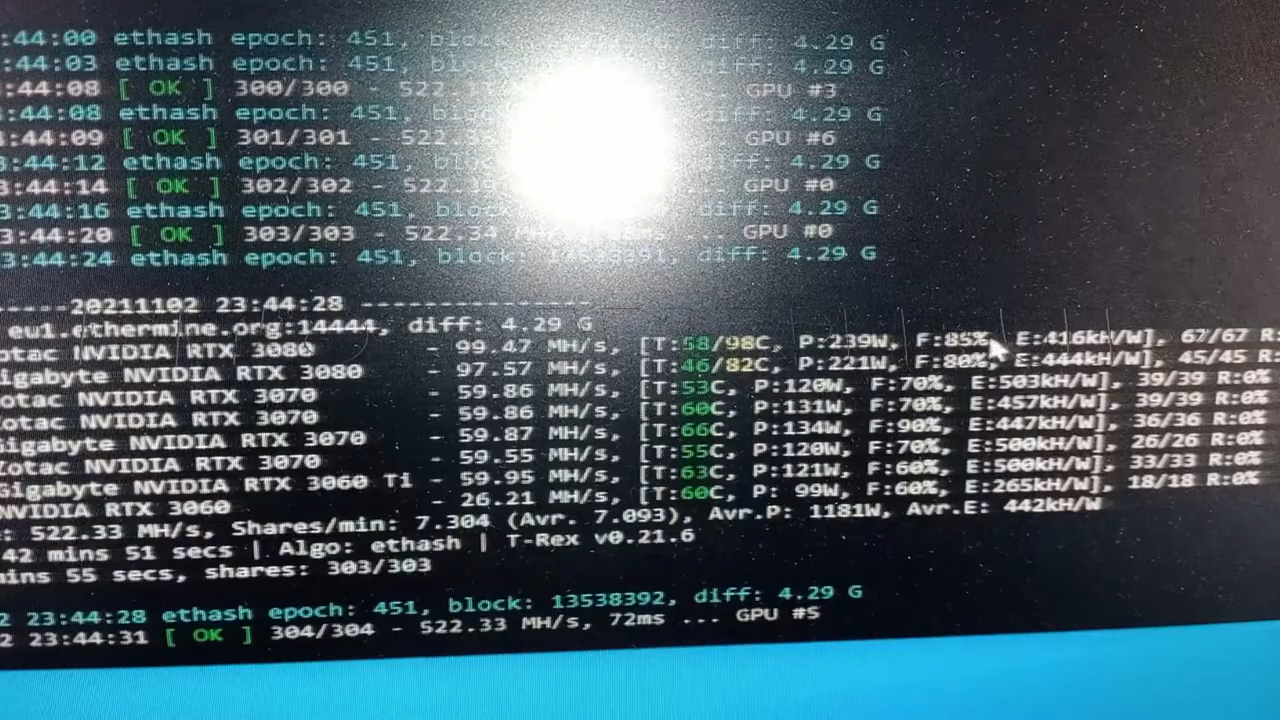 :44:00 ethash epoch: 451, block diff: 4.29 G
:44:03 ethash epoch: 451, diff: 4.29 G
:44:08 [ OK ] 300/300 - 522. ... GPU #3
:44:08 ethash epoch: 451, diff: 4.29 G
:44:09 [ OK ] 301/301 - 522. ... GPU #6
:44:12 ethash epoch: 451, diff: 4.29 G
3:44:14 [ OK ] 302/302 - 522. ... GPU #0
3:44:16 ethash epoch: 451, diff: 4.29 G
3:44:20 [ OK ] 303/303 - 522.34 ... GPU #0
3:44:24 ethash epoch: 451, block: 13538391, diff: 4.29 G
-----20211102 23:44:28 ---------------
eu1.ethermine.org:14444, diff: 4.29 G
otac NVIDIA RTX 3080 - 99.47 MH/s, [T:58/98C, P:239W, F:85%, E:416kH/W], 67/67 R:
igabyte NVIDIA RTX 3080 - 97.57 MH/s, [T:46/82C, P:221W, F:80%, E:444kH/W], 45/45 R:
otac NVIDIA RTX 3070 - 59.86 MH/s, [T:53C, P:120W, F:70%, E:503kH/W], 39/39 R:0%
Zotac NVIDIA RTX 3070 - 59.86 MH/s, [T:60C, P:131W, F:70%, E:457kH/W], 39/39 R:0%
Gigabyte NVIDIA RTX 3070 - 59.87 MH/s, [T:66C, P:134W, F:90%, E:447kH/W], 36/36 R:0%
Zotac NVIDIA RTX 3070 - 59.55 MH/s, [T:55C, P:120W, F:70%, E:500kH/W], 26/26 R:0%
Gigabyte NVIDIA RTX 3060 Ti - 59.95 MH/s, [T:63C, P:121W, F:60%, E:500kH/W], 33/33 R:0%
NVIDIA RTX 3060 - 26.21 MH/s, [T:60C, P: 99W, F:60%, E:265kH/W], 18/18 R:0%
: 522.33 MH/s, Shares/min: 7.304 (Avr. 7.093), Avr.P: 1181W, Avr.E: 442kH/W
42 mins 51 secs | Algo: ethash | T-Rex v0.21.6
mins 55 secs, shares: 303/303
2 23:44:28 ethash epoch: 451, block: 13538392, diff: 4.29 G
2 23:44:31 [ OK ] 304/304 - 522.33 MH/s, 72ms ... GPU #5